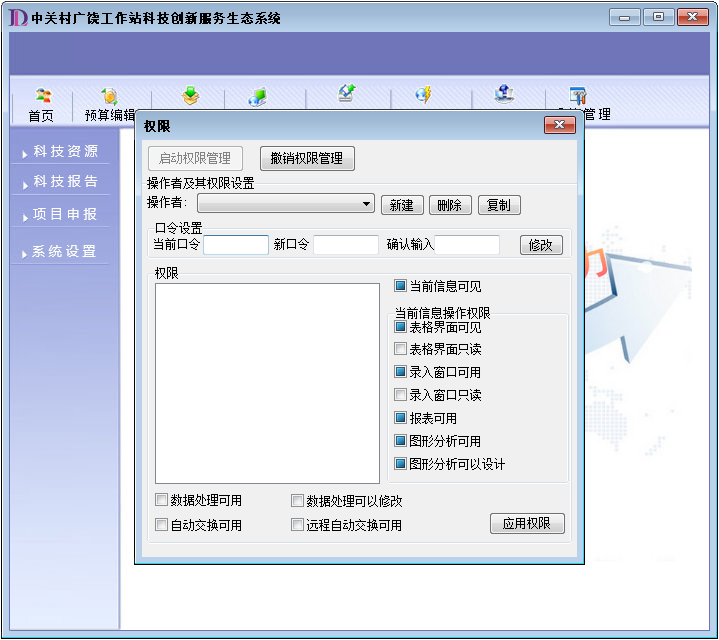 中关村广饶工作站科技创新服务生态系统
首页
预算编辑
管理
科技资源
科技报告
项目申报
系统设置
权限
启动权限管理 撤销权限管理
操作者及其权限设置
操作者: 新建 删除 复制
口令设置
当前口令 新口令 确认输入 修改
权限
当前信息可见
当前信息操作权限
表格界面可见
表格界面只读
录入窗口可用
录入窗口只读
报表可用
图形分析可用
图形分析可以设计
数据处理可用 数据处理可以修改
自动交换可用 远程自动交换可用
应用权限